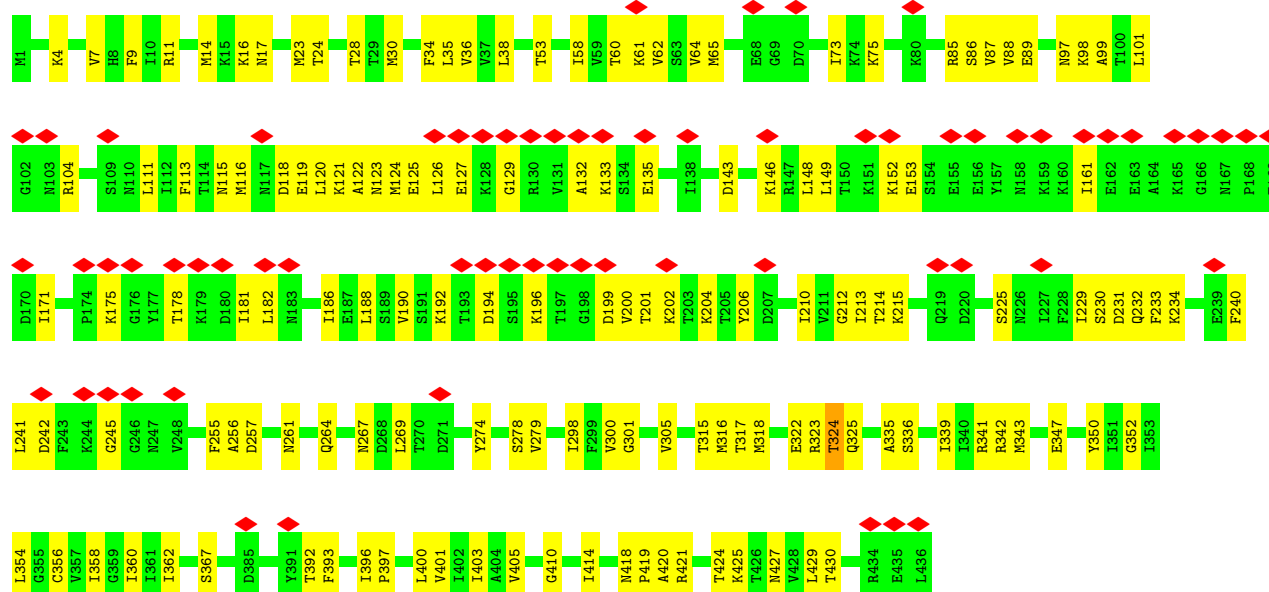 M1 K4 V7 H8 F9 I10 R11 M14 K15 K16 N17 M23 T24 T28 T29 M30 F34 L35 V36 V37 L38 T53 I58 V59 T60 K61 V62 S63 V64 M65 E68 G69 D70 I73 K74 K75 K80 R85 S86 V87 V88 E89 N97 K98 A99 T100 L101
G102 N103 R104 S109 N110 L111 I112 F113 T114 N115 M116 N117 D118 E119 L120 K121 A122 N123 M124 E125 L126 E127 K128 G129 R130 V131 A132 K133 S134 E135 I138 D143 K146 R147 L148 L149 T150 K151 K152 E153 S154 E155 E156 Y157 N158 K159 K160 I161 E162 E163 A164 K165 G166 N167 P168
D170 I171 P174 K175 G176 Y177 T178 K179 D180 I181 L182 N183 I186 E187 L188 S189 V190 S191 K192 T193 D194 S195 K196 T197 G198 D199 V200 T201 K202 T203 K204 T205 Y206 D207 I210 V211 G212 I213 T214 K215 Q219 D220 S225 N226 I227 F228 I229 S230 D231 Q232 F233 K234 E239 F240
L241 D242 F243 K244 G245 G246 N247 V248 F255 A256 D257 N261 Q264 N267 D268 L269 T270 D271 Y274 S278 V279 I298 F299 V300 G301 V305 T315 M316 T317 M318 E322 R323 T324 Q325 A335 S336 I339 I340 R341 R342 M343 E347 Y350 I351 G352 I353
L354 G355 C356 V357 I358 G359 I360 I361 I362 S367 D385 Y391 T392 F393 I396 P397 L400 V401 I402 I403 A404 V405 G410 I414 N418 P419 A420 R421 T424 K425 T426 N427 V428 L429 T430 R434 E435 L436